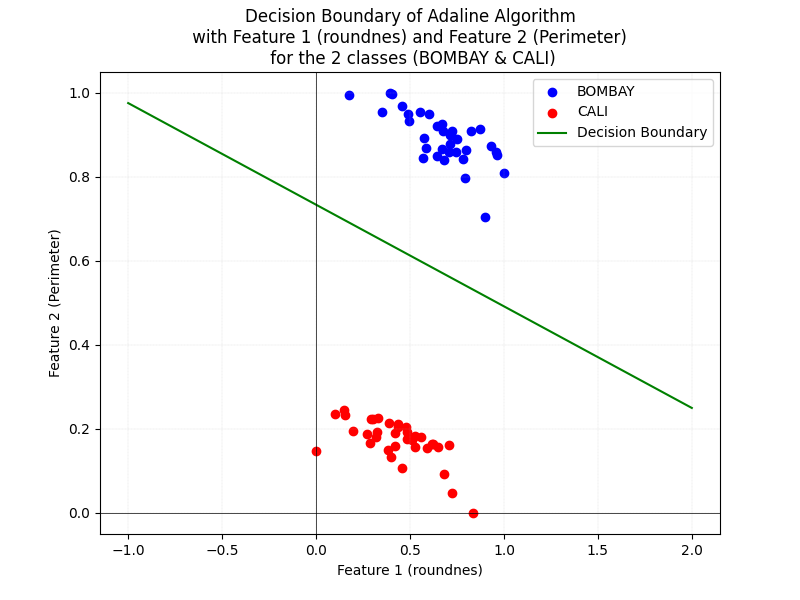 Decision Boundary of Adaline Algorithm
with Feature 1 (roundnes) and Feature 2 (Perimeter)
for the 2 classes (BOMBAY & CALI)
BOMBAY
CALI
Decision Boundary
Feature 2 (Perimeter)
1.0
0.8
0.6
0.4
0.2
0.0
−1.0 −0.5 0.0 0.5 1.0 1.5 2.0
Feature 1 (roundnes)